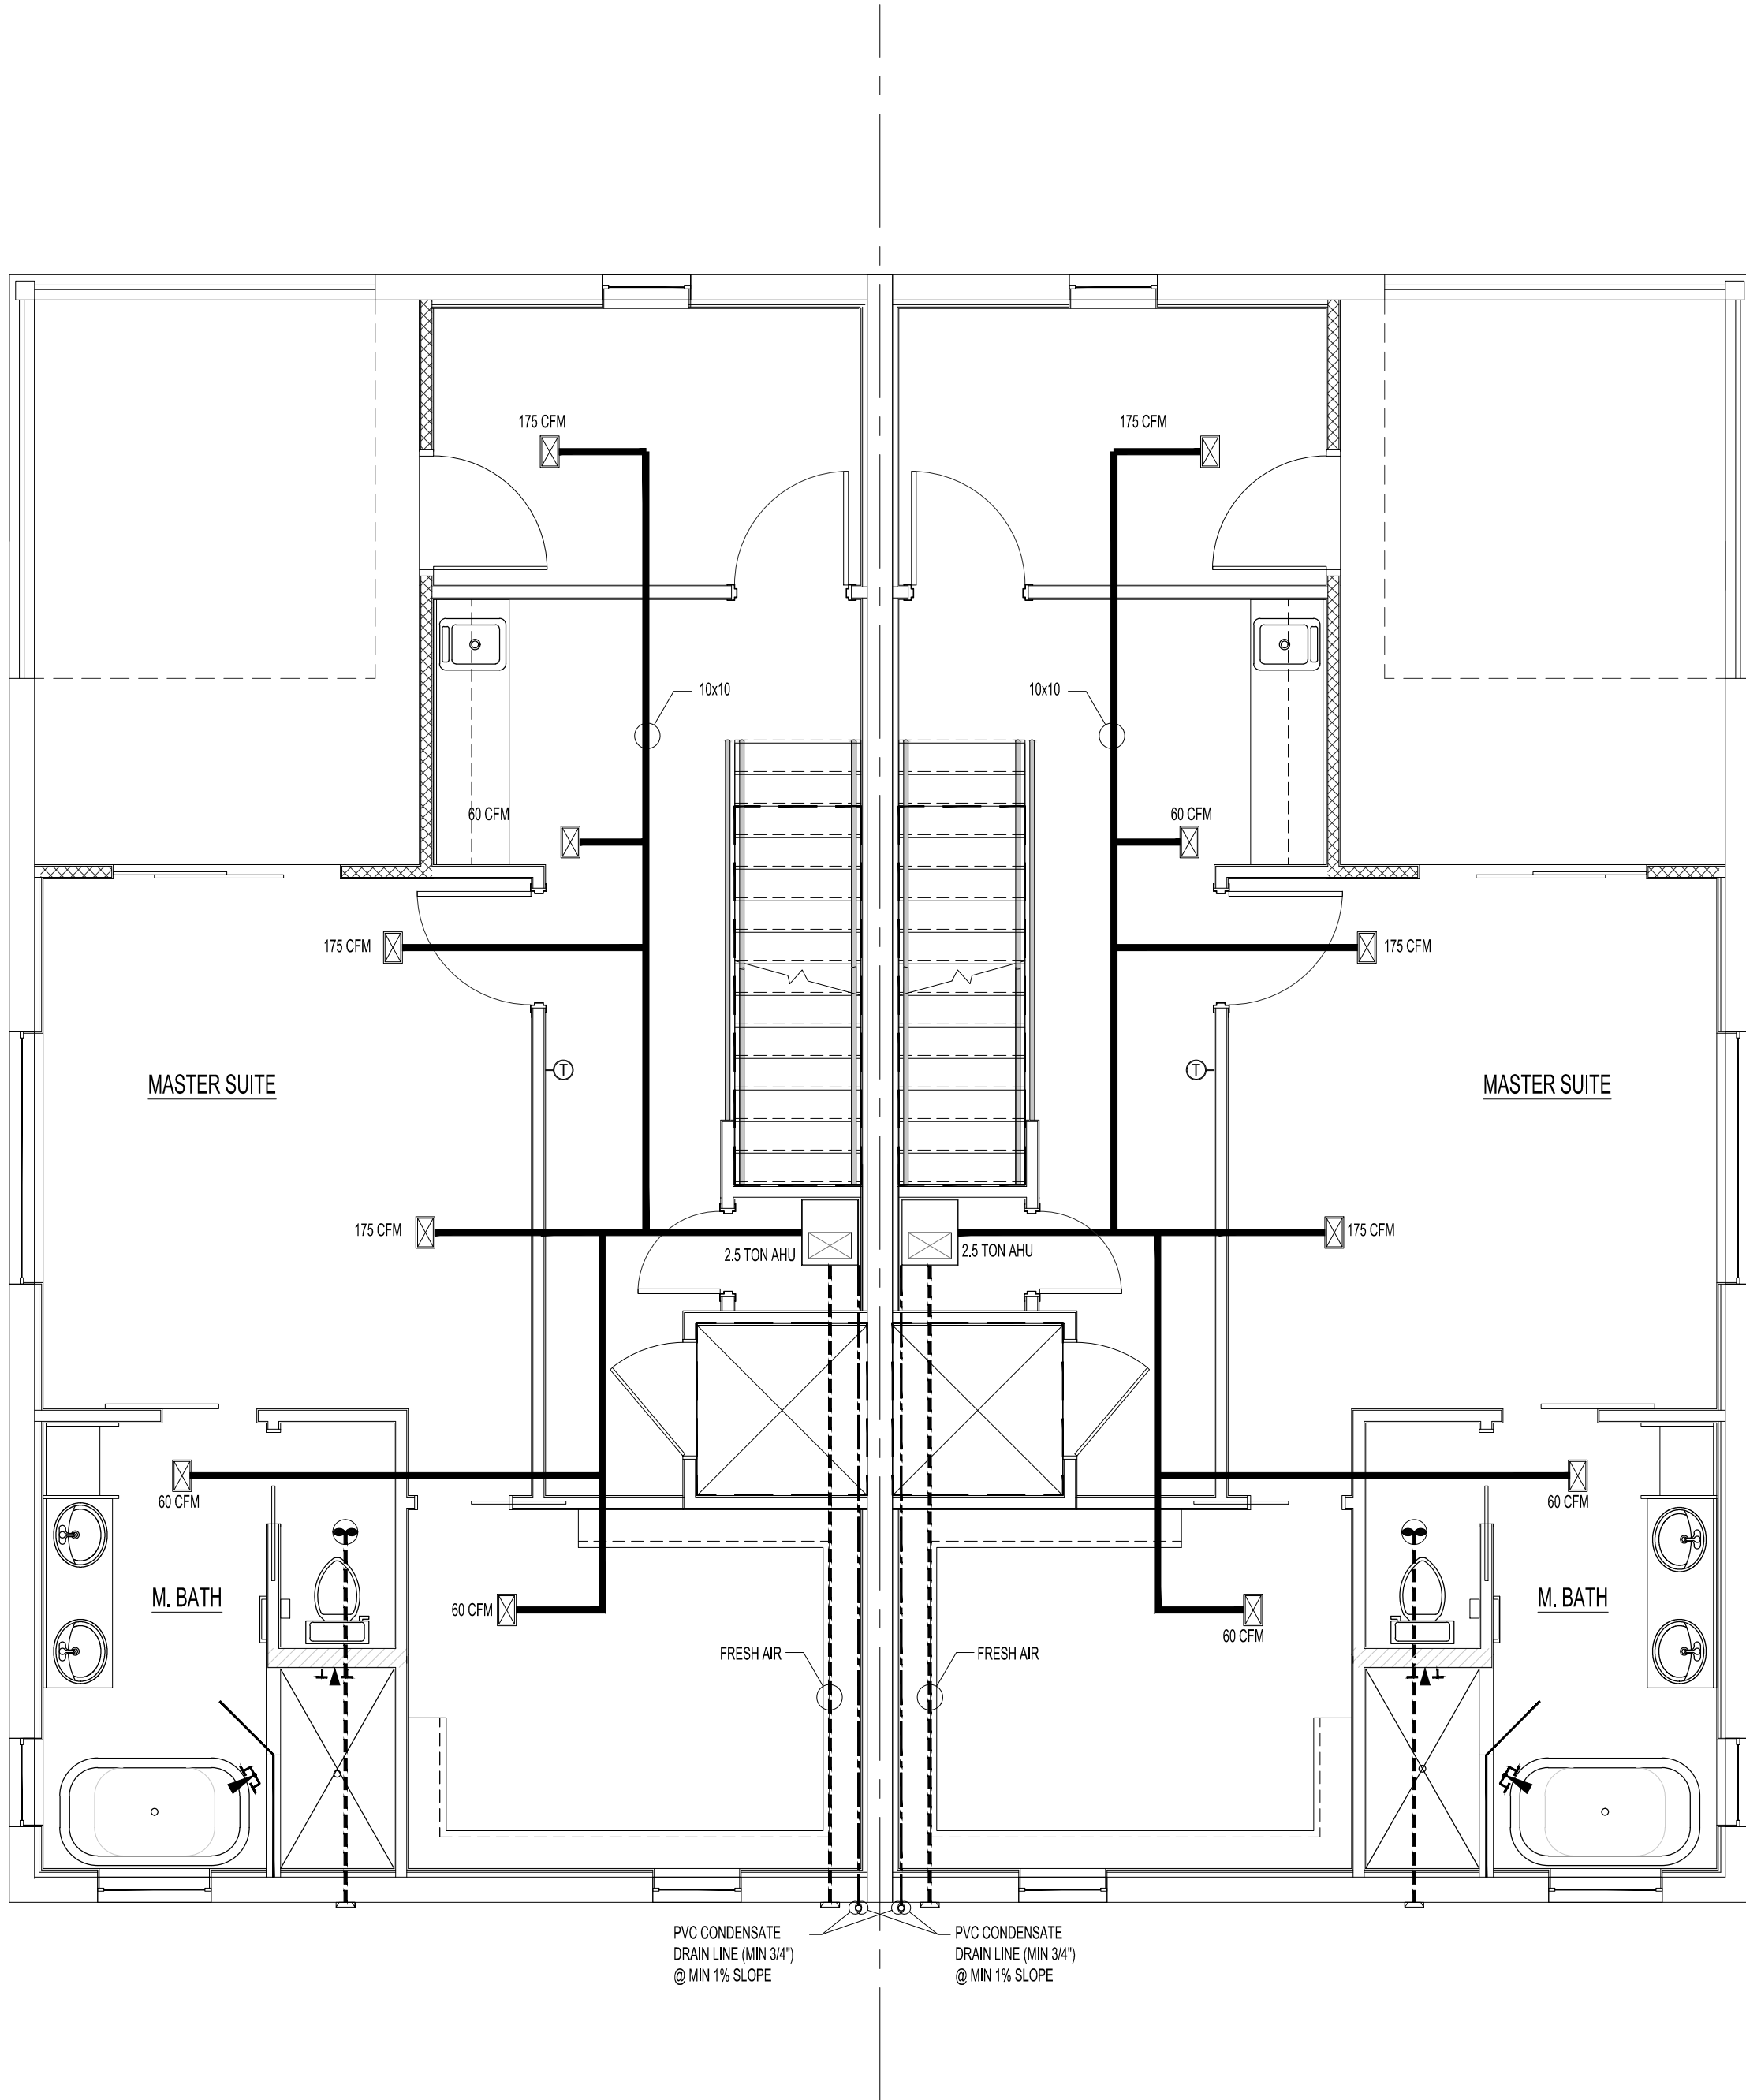 175 CFM
175 CFM
10x10
10x10
60 CFM
60 CFM
175 CFM
175 CFM
T
T
MASTER SUITE
MASTER SUITE
175 CFM
175 CFM
2.5 TON AHU
2.5 TON AHU
60 CFM
60 CFM
M. BATH
M. BATH
60 CFM
60 CFM
FRESH AIR
FRESH AIR
PVC CONDENSATE
DRAIN LINE (MIN 3/4")
@ MIN 1% SLOPE
PVC CONDENSATE
DRAIN LINE (MIN 3/4")
@ MIN 1% SLOPE